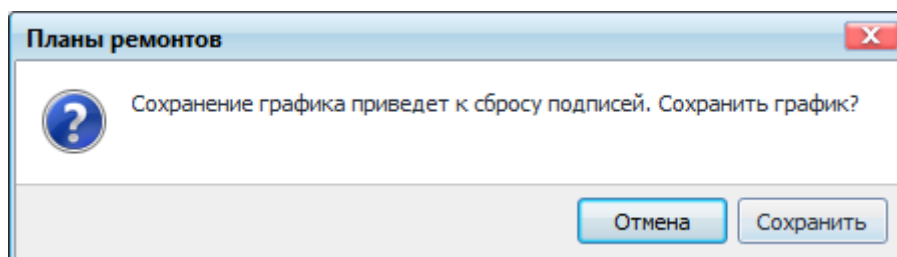 Планы ремонтов
Сохранение графика приведет к сбросу подписей. Сохранить график?
Отмена
Сохранить